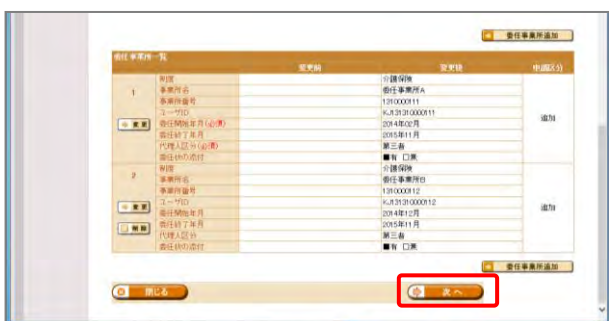 委任事業所追加
委任事業所一覧
変更前 変更後 申請区分
1
制度 介護保険
事業所名 委任事業所A
事業所番号 1310000111
ユーザID KJ131310000111
変更 委任開始年月(必須) 2014年02月 追加
委任終了年月 2015年11月
代理人区分(必須) 第三者
委任状の添付 ■有 □無
2
制度 介護保険
事業所名 委任事業所B
事業所番号 1310000112
ユーザID KJ131310000112
変更 委任開始年月 2014年12月 追加
削除 委任終了年月 2015年11月
代理人区分 第三者
委任状の添付 ■有 □無
委任事業所追加
閉じる 次へ